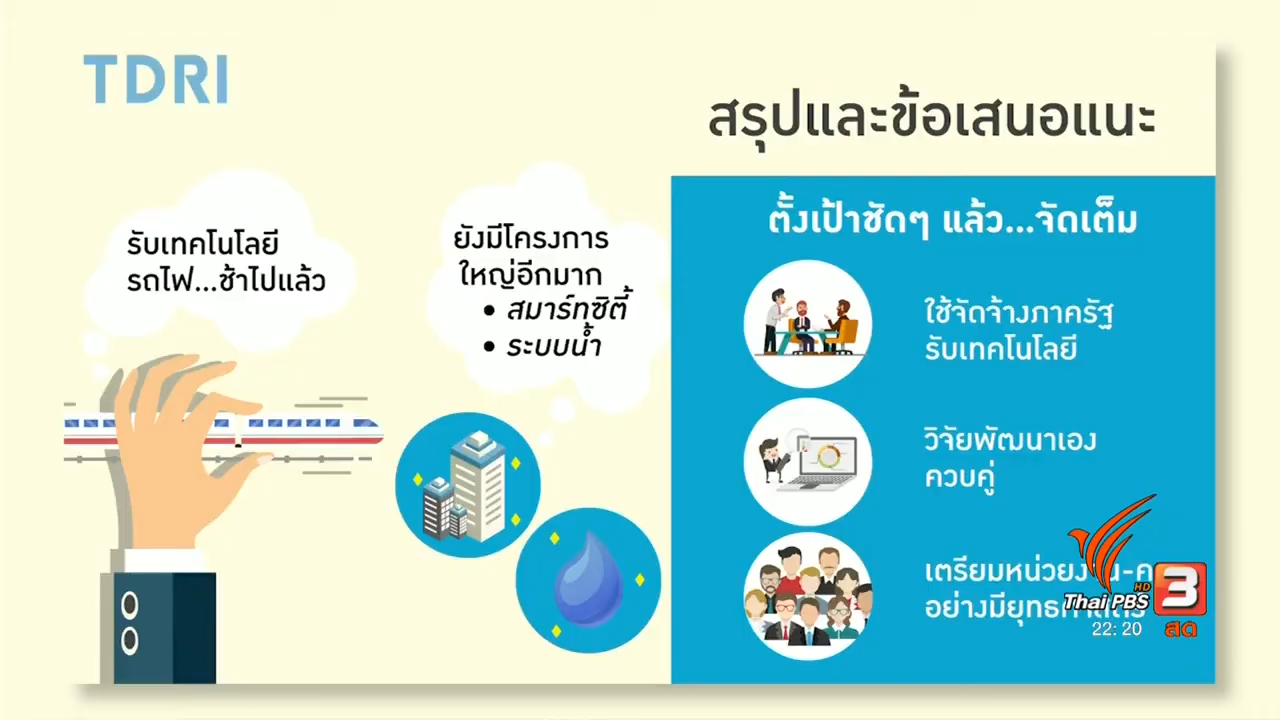 TDRI
สรุปและข้อเสนอแนะ
รับเทคโนโลยี
รถไฟ...ช้าไปแล้ว
ยังมีโครงการ
ใหญ่อีกมาก
• สมาร์ทซิตี้
• ระบบน้ำ
ตั้งเป้าชัดๆ แล้ว...จัดเต็ม
ใช้จัดจ้างภาครัฐ
รับเทคโนโลยี
วิจัยพัฒนาเอง
ควบคู่
เตรียมหน่วยงาน-ค
อย่างมียุทธศาสตร์
Thai PBS HD 3
22:20 สด